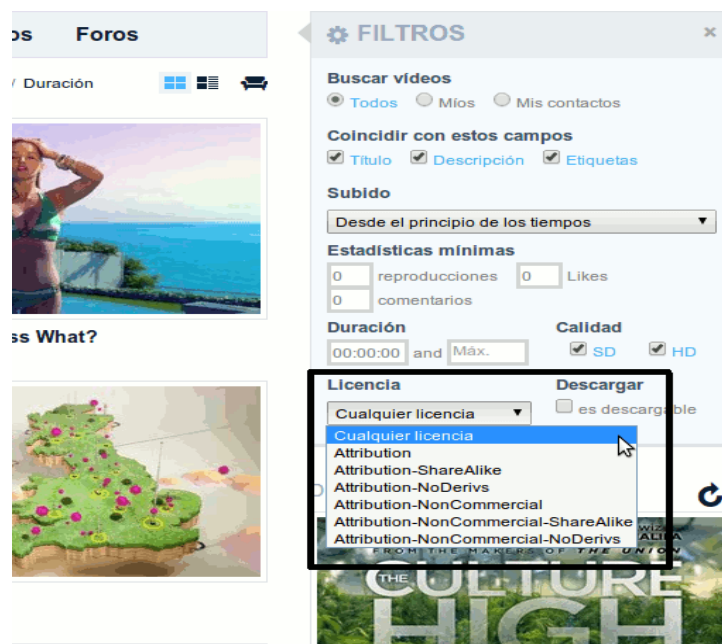 os Foros
/ Duración
ss What?
FILTROS ×
Buscar vídeos
Todos Míos Mis contactos
Coincidir con estos campos
Título Descripción Etiquetas
Subido
Desde el principio de los tiempos ▼
Estadísticas mínimas
0 reproducciones 0 Likes
0 comentarios
Duración Calidad
00:00:00 and Máx. SD HD
Licencia Descargar
Cualquier licencia ▼ es descargable
Cualquier licencia
Attribution
Attribution-ShareAlike
Attribution-NoDerivs
Attribution-NonCommercial
Attribution-NonCommercial-ShareAlike
Attribution-NonCommercial-NoDerivs
FROM THE MAKERS OF THE UNION
THE CULTURE
HIGH